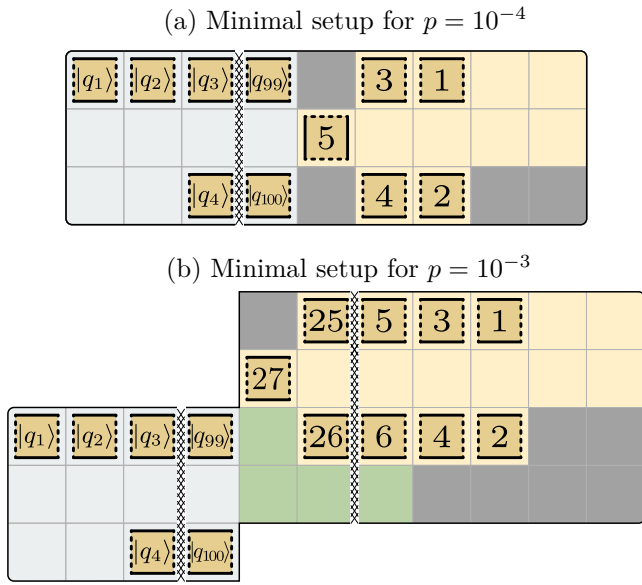 (a) Minimal setup for p = 10⁻⁴
|q₁⟩ |q₂⟩ |q₃⟩ |q₉₉⟩ 3 1
5
|q₄⟩ |q₁₀₀⟩ 4 2
(b) Minimal setup for p = 10⁻³
25 5 3 1
27
|q₁⟩ |q₂⟩ |q₃⟩ |q₉₉⟩ 26 6 4 2
|q₄⟩ |q₁₀₀⟩